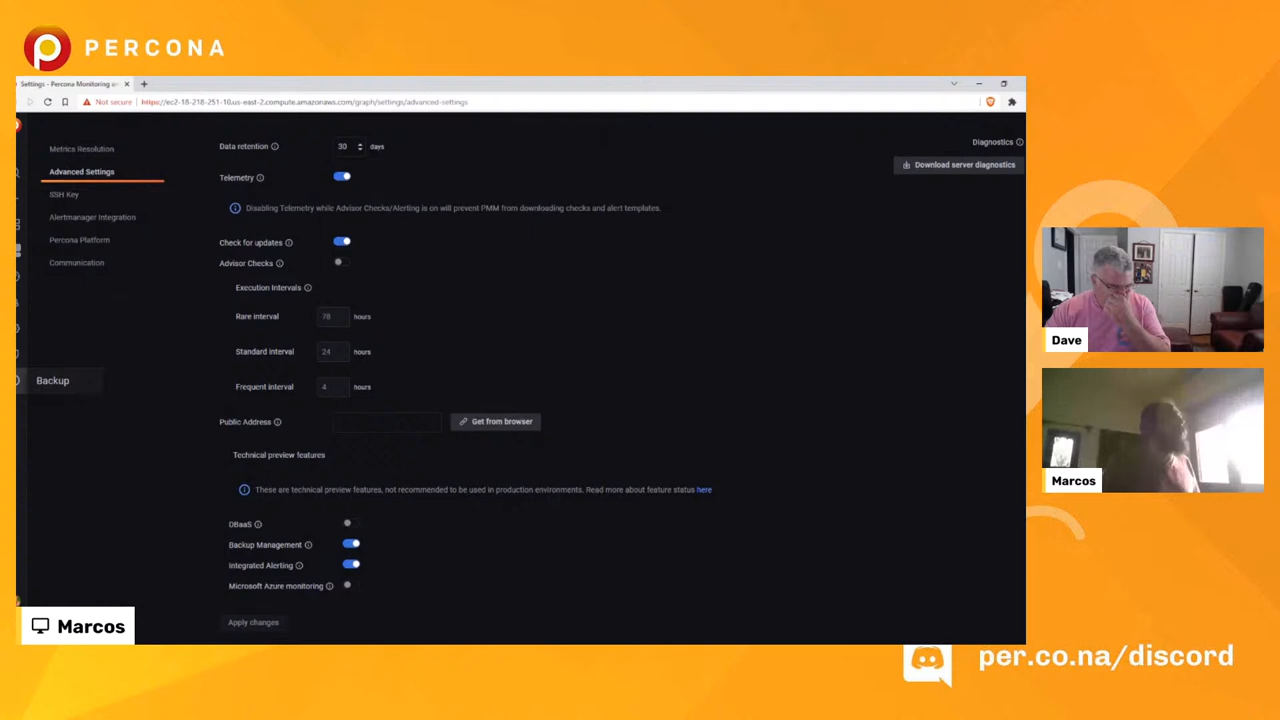 PERCONA
Settings - Percona Monitoring an
Not secure
https://ec2-18-218-251-10.us-east-2.compute.amazonaws.com/graph/settings/advanced-settings
Metrics Resolution
Advanced Settings
SSH Key
Alertmanager Integration
Percona Platform
Communication
Backup
Data retention
30
days
Diagnostics
Download server diagnostics
Telemetry
Disabling Telemetry while Advisor Checks/Alerting is on will prevent PMM from downloading checks and alert templates.
Check for updates
Advisor Checks
Execution Intervals
Rare interval
78
hours
Standard interval
24
hours
Frequent interval
4
hours
Public Address
Get from browser
Technical preview features
These are technical preview features, not recommended to be used in production environments. Read more about feature status here
DBaaS
Backup Management
Integrated Alerting
Microsoft Azure monitoring
Apply changes
Marcos
Dave
Marcos
per.co.na/discord